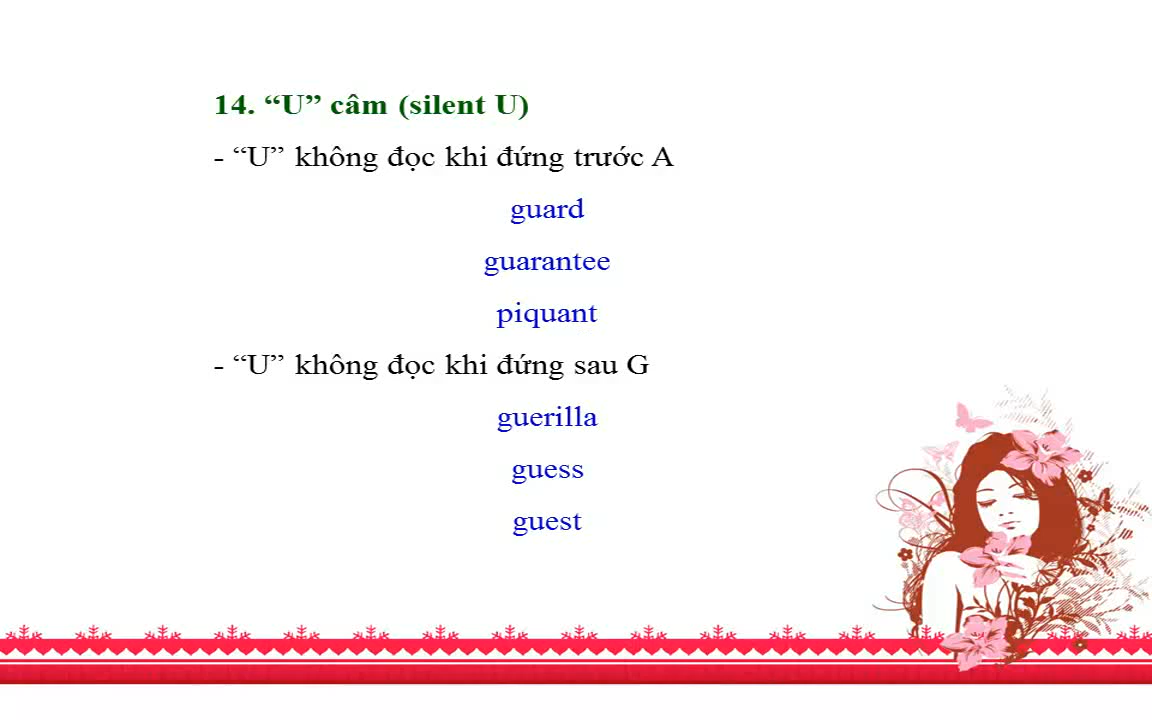 14. “U” câm (silent U)
- “U” không đọc khi đứng trước A
guard
guarantee
piquant
- “U” không đọc khi đứng sau G
guerilla
guess
guest